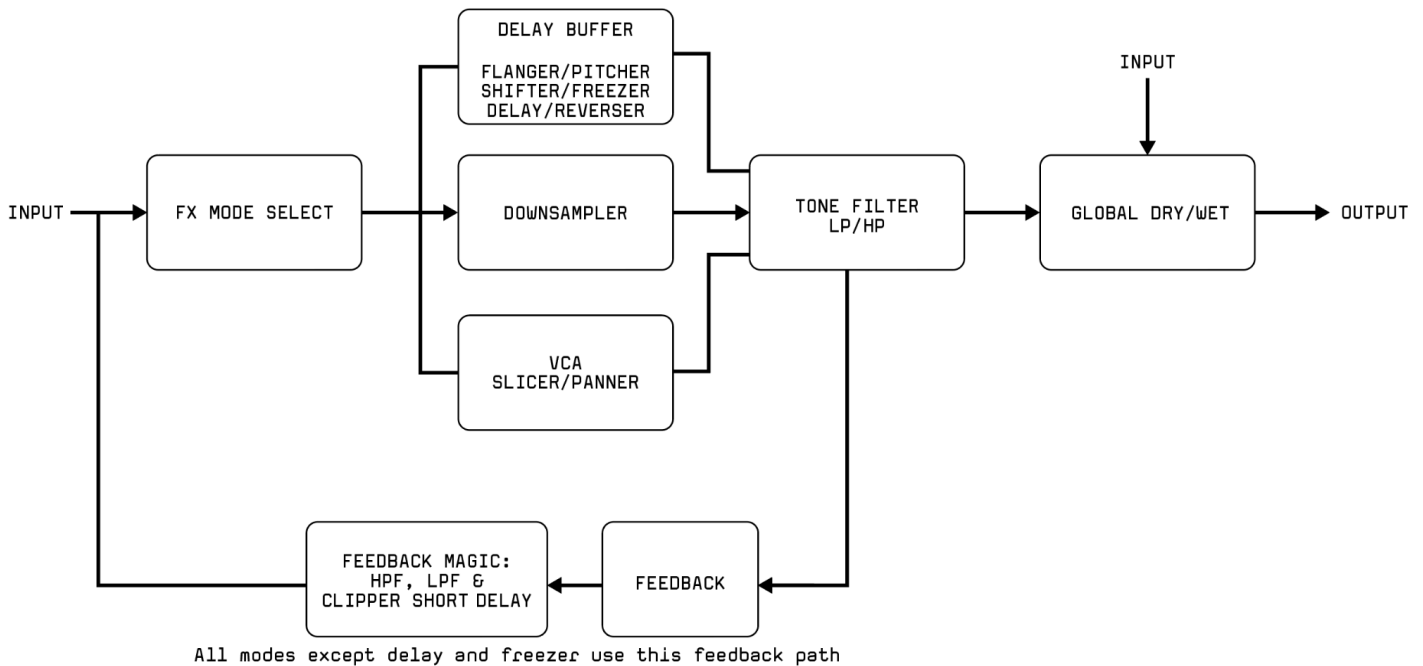 INPUT
FX MODE SELECT
DELAY BUFFER
FLANGER/PITCHER
SHIFTER/FREEZER
DELAY/REVERSER
DOWNSAMPLER
VCA
SLICER/PANNER
TONE FILTER
LP/HP
INPUT
GLOBAL DRY/WET
OUTPUT
FEEDBACK MAGIC:
HPF, LPF &
CLIPPER SHORT DELAY
FEEDBACK
All modes except delay and freezer use this feedback path